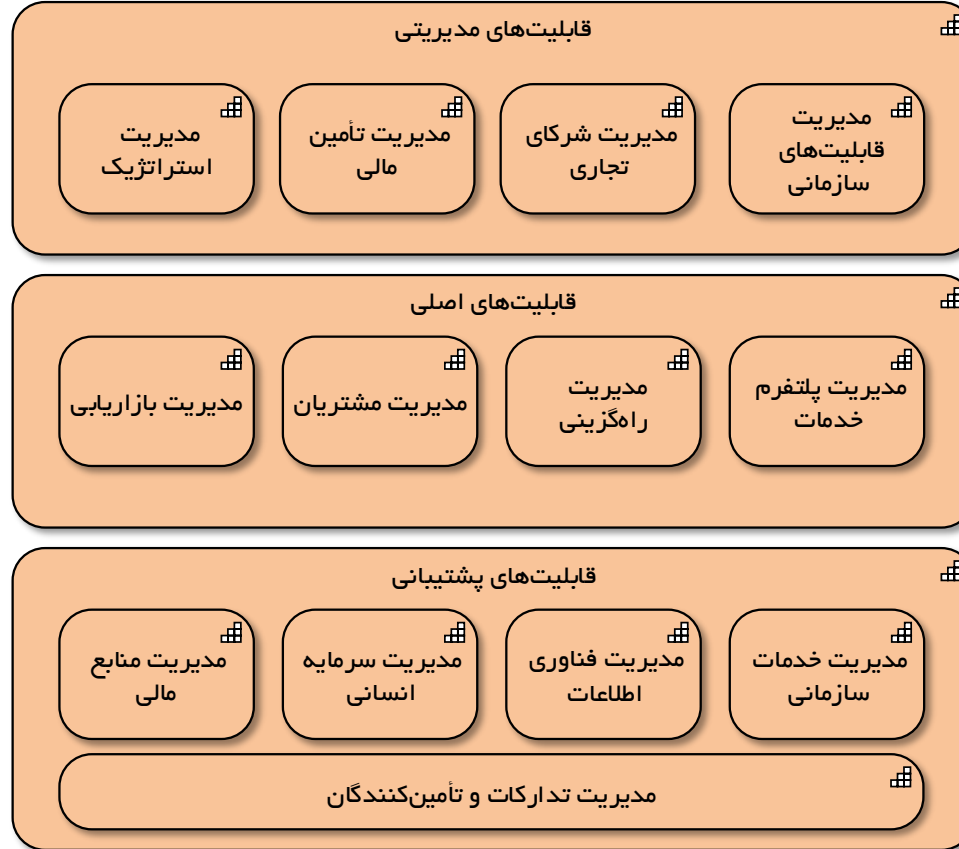 قابلیت‌های مدیریتی
مدیریت
قابلیت‌های
سازمانی
مدیریت شرکای
تجاری
مدیریت تأمین
مالی
مدیریت
استراتژیک
قابلیت‌های اصلی
مدیریت پلتفرم
خدمات
مدیریت
راه‌گزینی
مدیریت مشتریان
مدیریت بازاریابی
قابلیت‌های پشتیبانی
مدیریت خدمات
سازمانی
مدیریت فناوری
اطلاعات
مدیریت سرمایه
انسانی
مدیریت منابع
مالی
مدیریت تدارکات و تأمین‌کنندگان